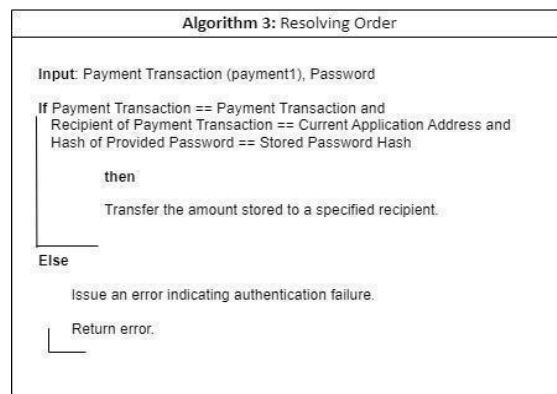 Algorithm 3: Resolving Order
Input: Payment Transaction (payment1), Password
If Payment Transaction == Payment Transaction and
Recipient of Payment Transaction == Current Application Address and
Hash of Provided Password == Stored Password Hash
then
Transfer the amount stored to a specified recipient.
Else
Issue an error indicating authentication failure.
Return error.